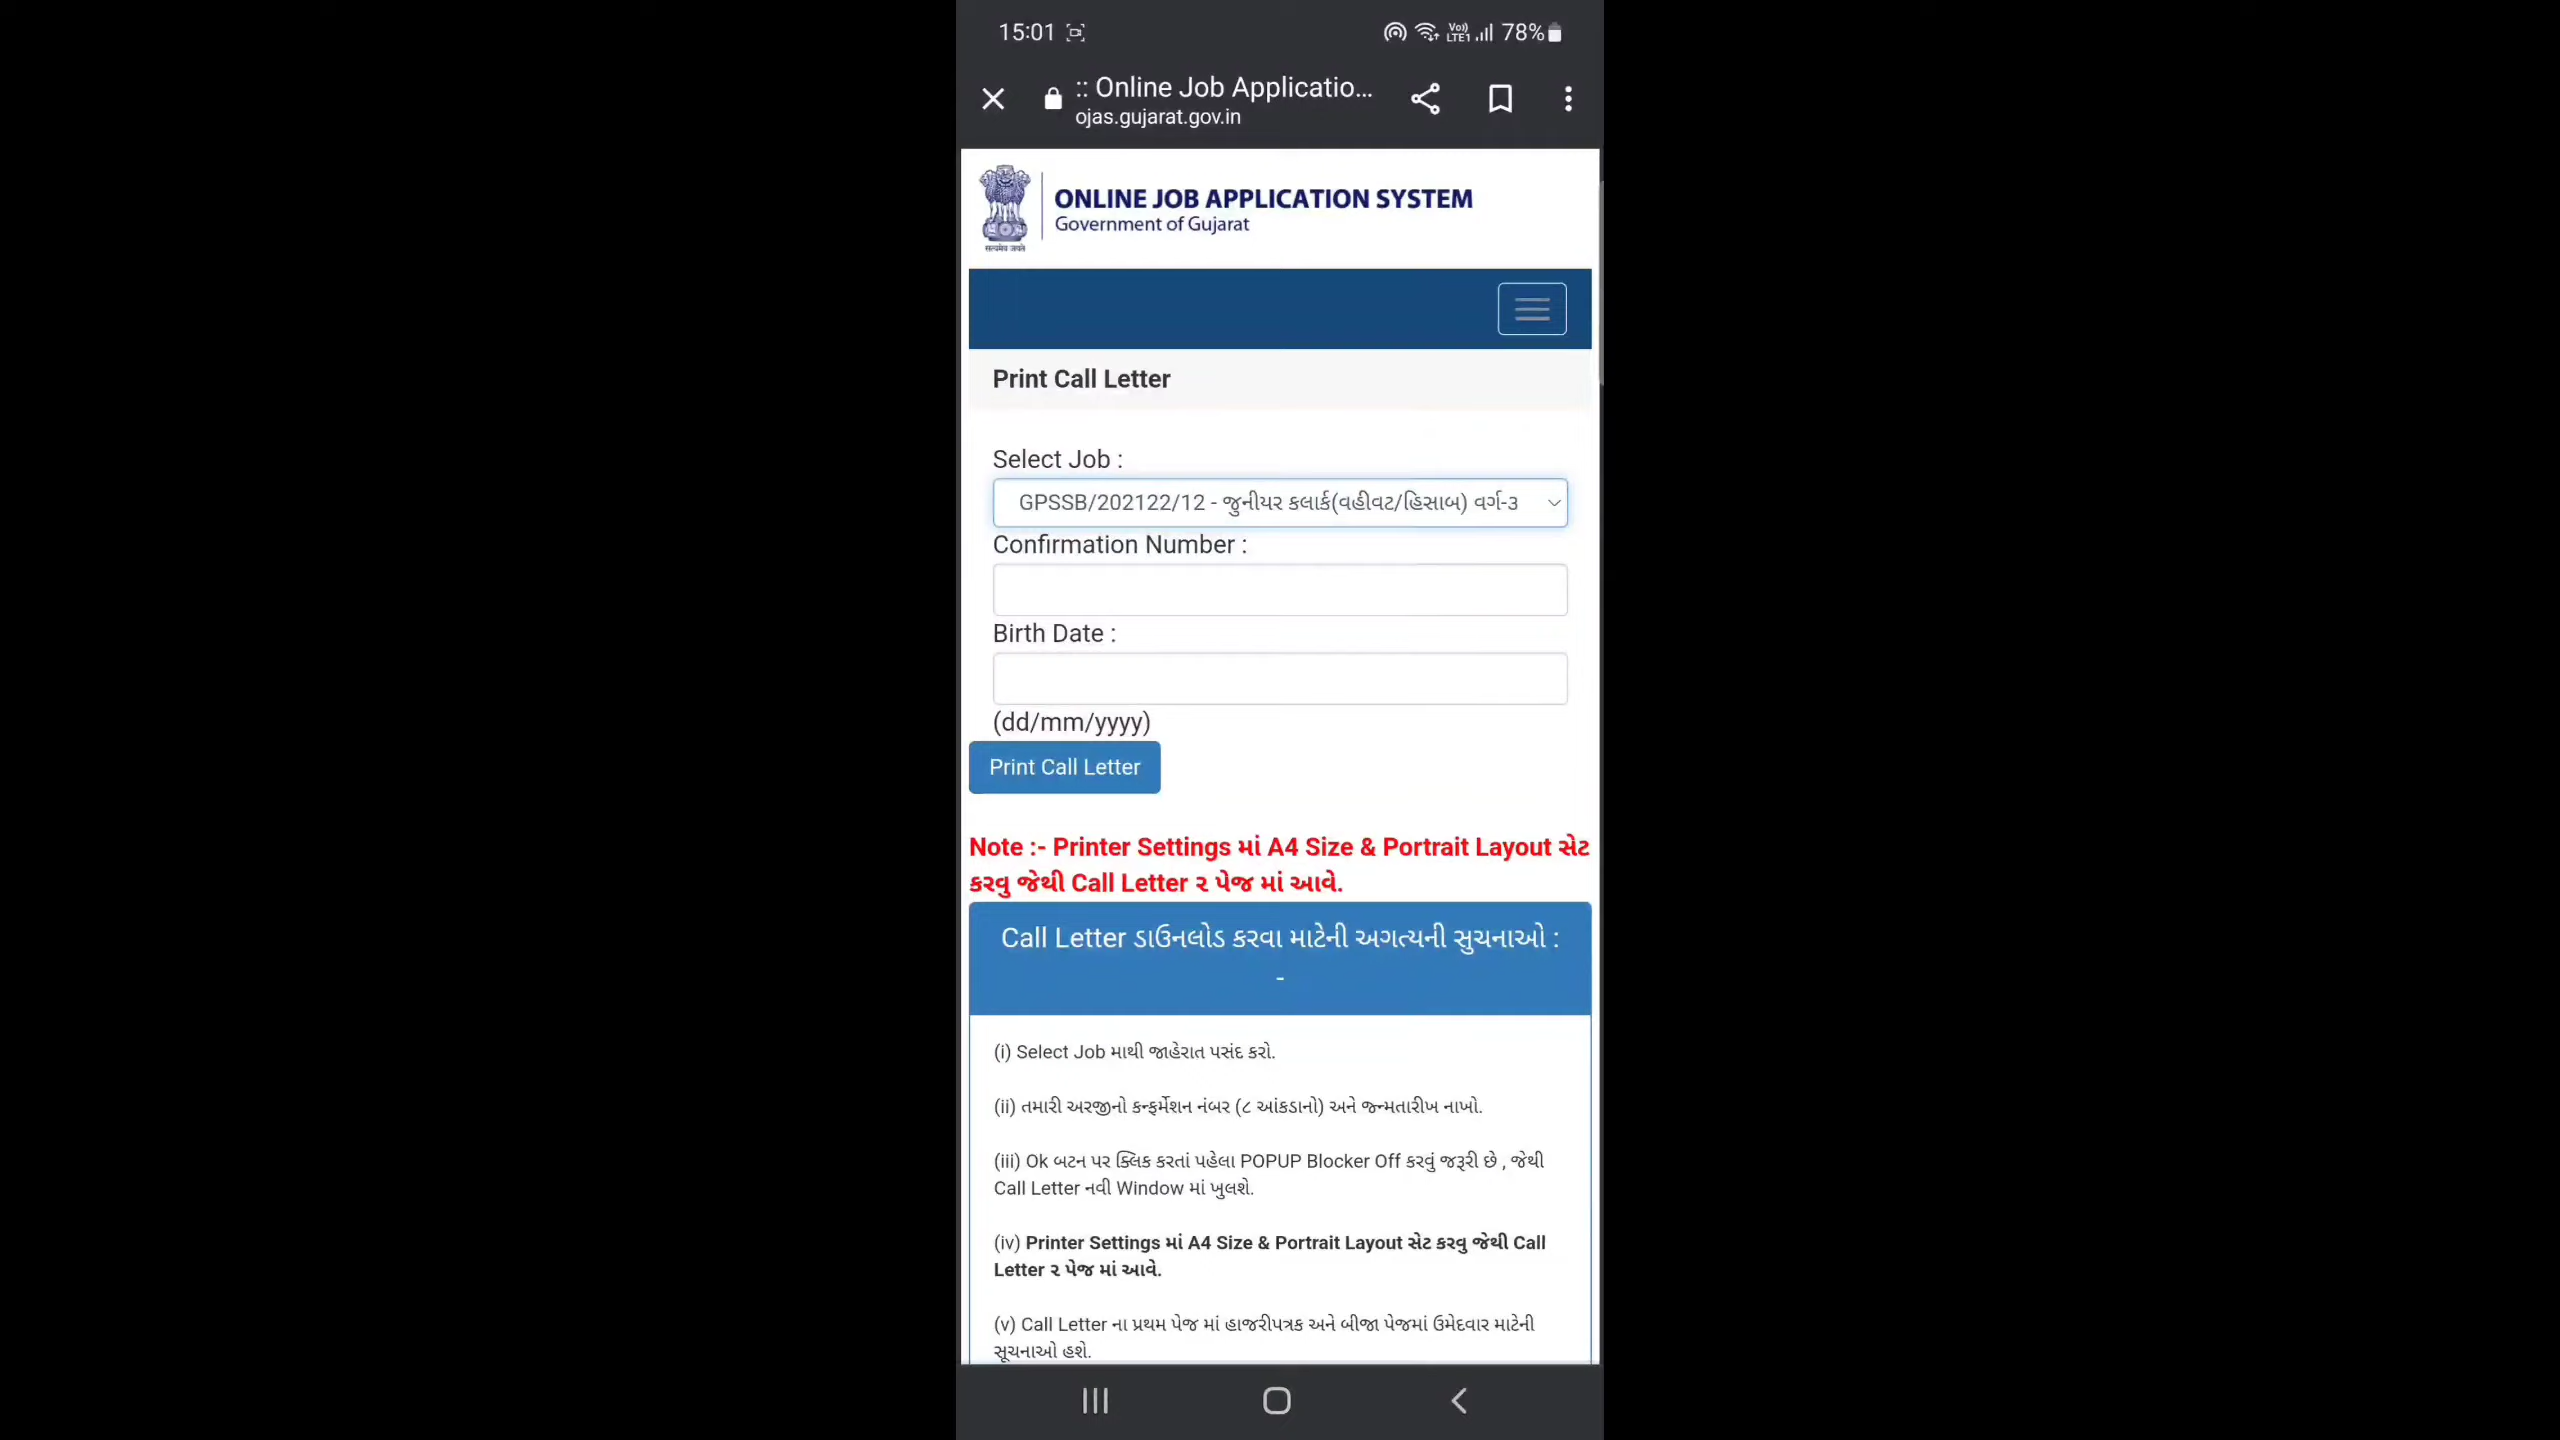 15:01
Vo)) LTE1 78%
:: Online Job Applicatio...
ojas.gujarat.gov.in
सत्यमेव जयते
ONLINE JOB APPLICATION SYSTEM
Government of Gujarat
Print Call Letter
Select Job :
GPSSB/202122/12 - જુનીયર કલાર્ક(વહીવટ/હિસાબ) વર્ગ-૩
Confirmation Number :
Birth Date :
(dd/mm/yyyy)
Print Call Letter
Note :- Printer Settings માં A4 Size & Portrait Layout સેટ
કરવુ જેથી Call Letter ૨ પેજ માં આવે.
Call Letter ડાઉનલોડ કરવા માટેની અગત્યની સુચનાઓ :
-
(i) Select Job માથી જાહેરાત પસંદ કરો.
(ii) તમારી અરજીનો કન્ફર્મેશન નંબર (૮ આંકડાનો) અને જન્મતારીખ નાખો.
(iii) Ok બટન પર ક્લિક કરતાં પહેલા POPUP Blocker Off કરવું જરૂરી છે , જેથી
Call Letter નવી Window માં ખુલશે.
(iv) Printer Settings માં A4 Size & Portrait Layout સેટ કરવુ જેથી Call
Letter ૨ પેજ માં આવે.
(v) Call Letter ના પ્રથમ પેજ માં હાજરીપત્રક અને બીજા પેજમાં ઉમેદવાર માટેની
સૂચનાઓ હશે.